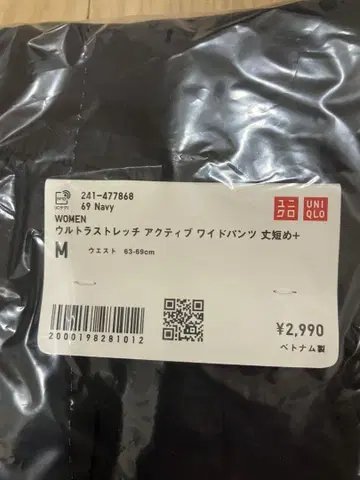 241-477868
69 Navy
ユニ
クロ
UNI
QLO
WOMEN
ウルトラストレッチ アクティブ ワイドパンツ 丈短め+
M ウエスト 63-69cm
¥2,990
2000198281012
ベトナム製